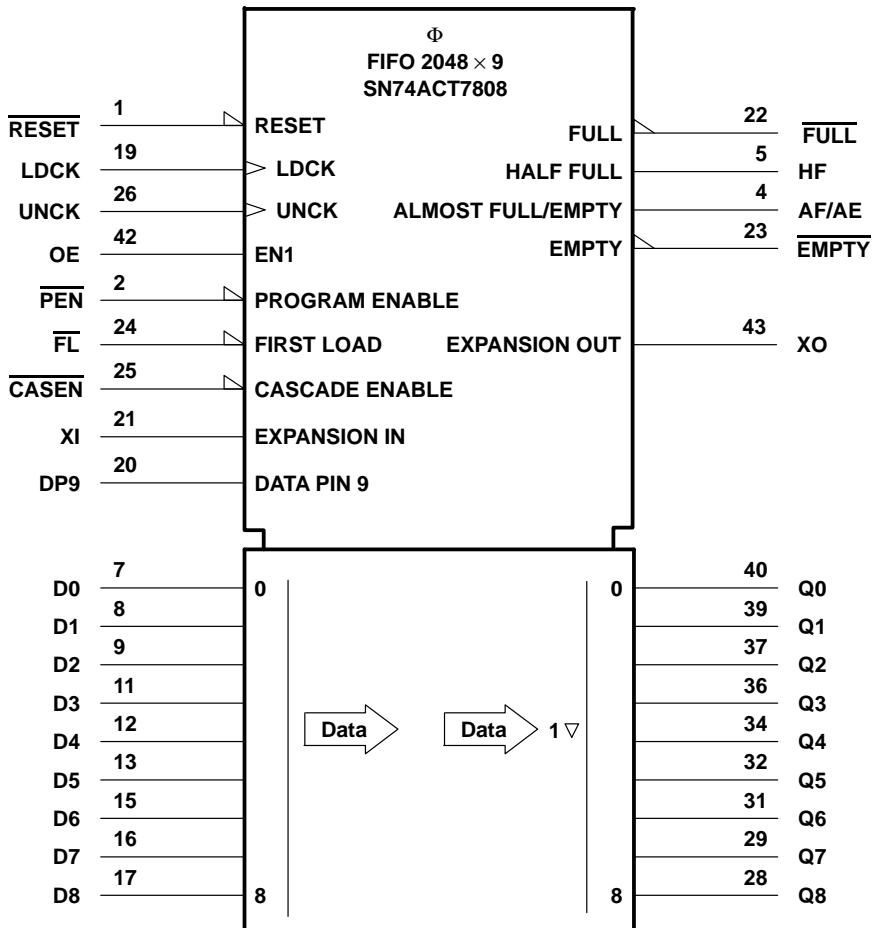 Φ
FIFO 2048 × 9
SN74ACT7808
RESET 1 RESET FULL 22 FULL
LDCK 19 LDCK HALF FULL 5 HF
UNCK 26 UNCK ALMOST FULL/EMPTY 4 AF/AE
OE 42 EN1 EMPTY 23 EMPTY
PEN 2 PROGRAM ENABLE
FL 24 FIRST LOAD EXPANSION OUT 43 XO
CASEN 25 CASCADE ENABLE
XI 21 EXPANSION IN
DP9 20 DATA PIN 9
D0 7 0 0 40 Q0
D1 8 39 Q1
D2 9 37 Q2
D3 11 36 Q3
D4 12 Data Data 1 ▽ 34 Q4
D5 13 32 Q5
D6 15 31 Q6
D7 16 29 Q7
D8 17 8 8 28 Q8